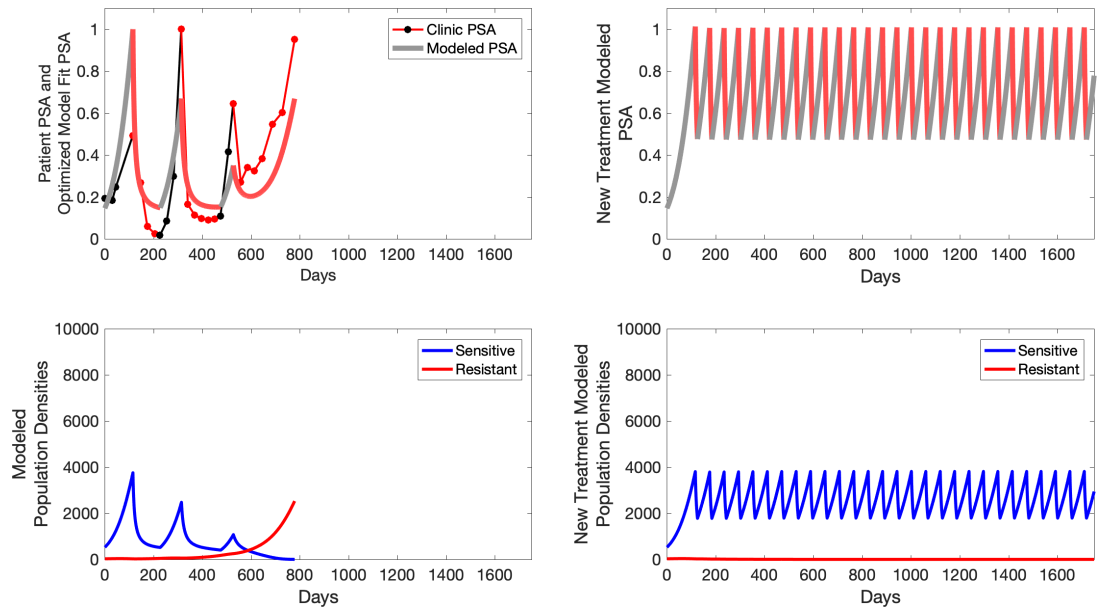 Patient PSA and
Optimized Model Fit PSA
1
0.8
0.6
0.4
0.2
0
0 200 400 600 800 1000 1200 1400 1600
Days
Clinic PSA
Modeled PSA
New Treatment Modeled
PSA
1
0.8
0.6
0.4
0.2
0
0 200 400 600 800 1000 1200 1400 1600
Days
Modeled
Population Densities
10000
8000
6000
4000
2000
0
0 200 400 600 800 1000 1200 1400 1600
Days
Sensitive
Resistant
New Treatment Modeled
Population Densities
10000
8000
6000
4000
2000
0
0 200 400 600 800 1000 1200 1400 1600
Days
Sensitive
Resistant